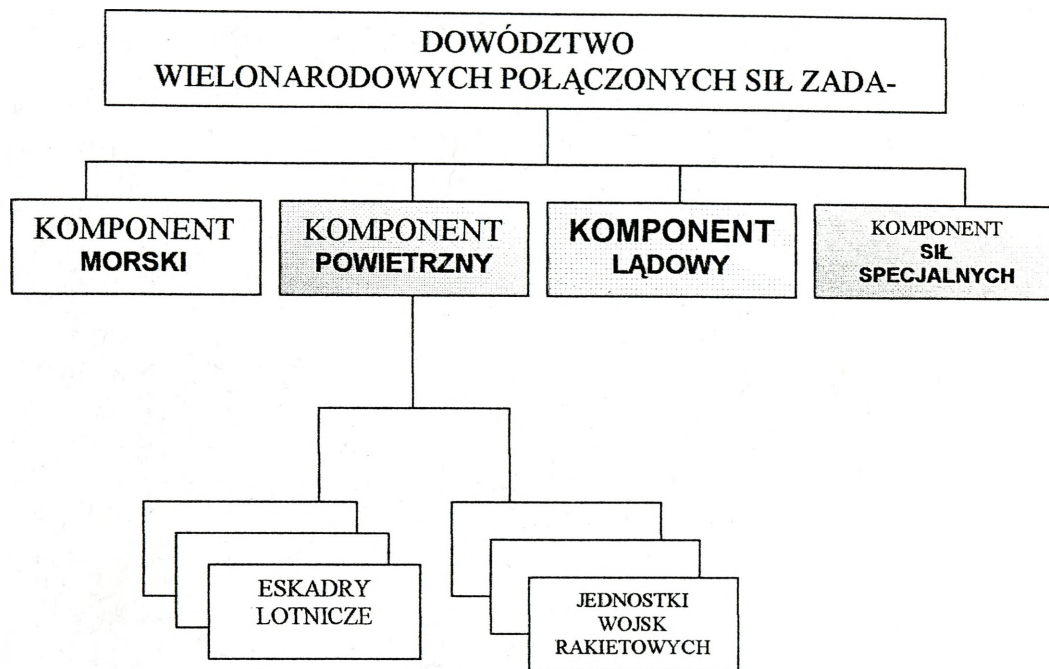 DOWÓDZTWO
WIELONARODOWYCH POŁĄCZONYCH SIŁ ZADA-
KOMPONENT
MORSKI
KOMPONENT
POWIETRZNY
KOMPONENT
LĄDOWY
KOMPONENT
SIŁ
SPECJALNYCH
ESKADRY
LOTNICZE
JEDNOSTKI
WOJSK
RAKIETOWYCH